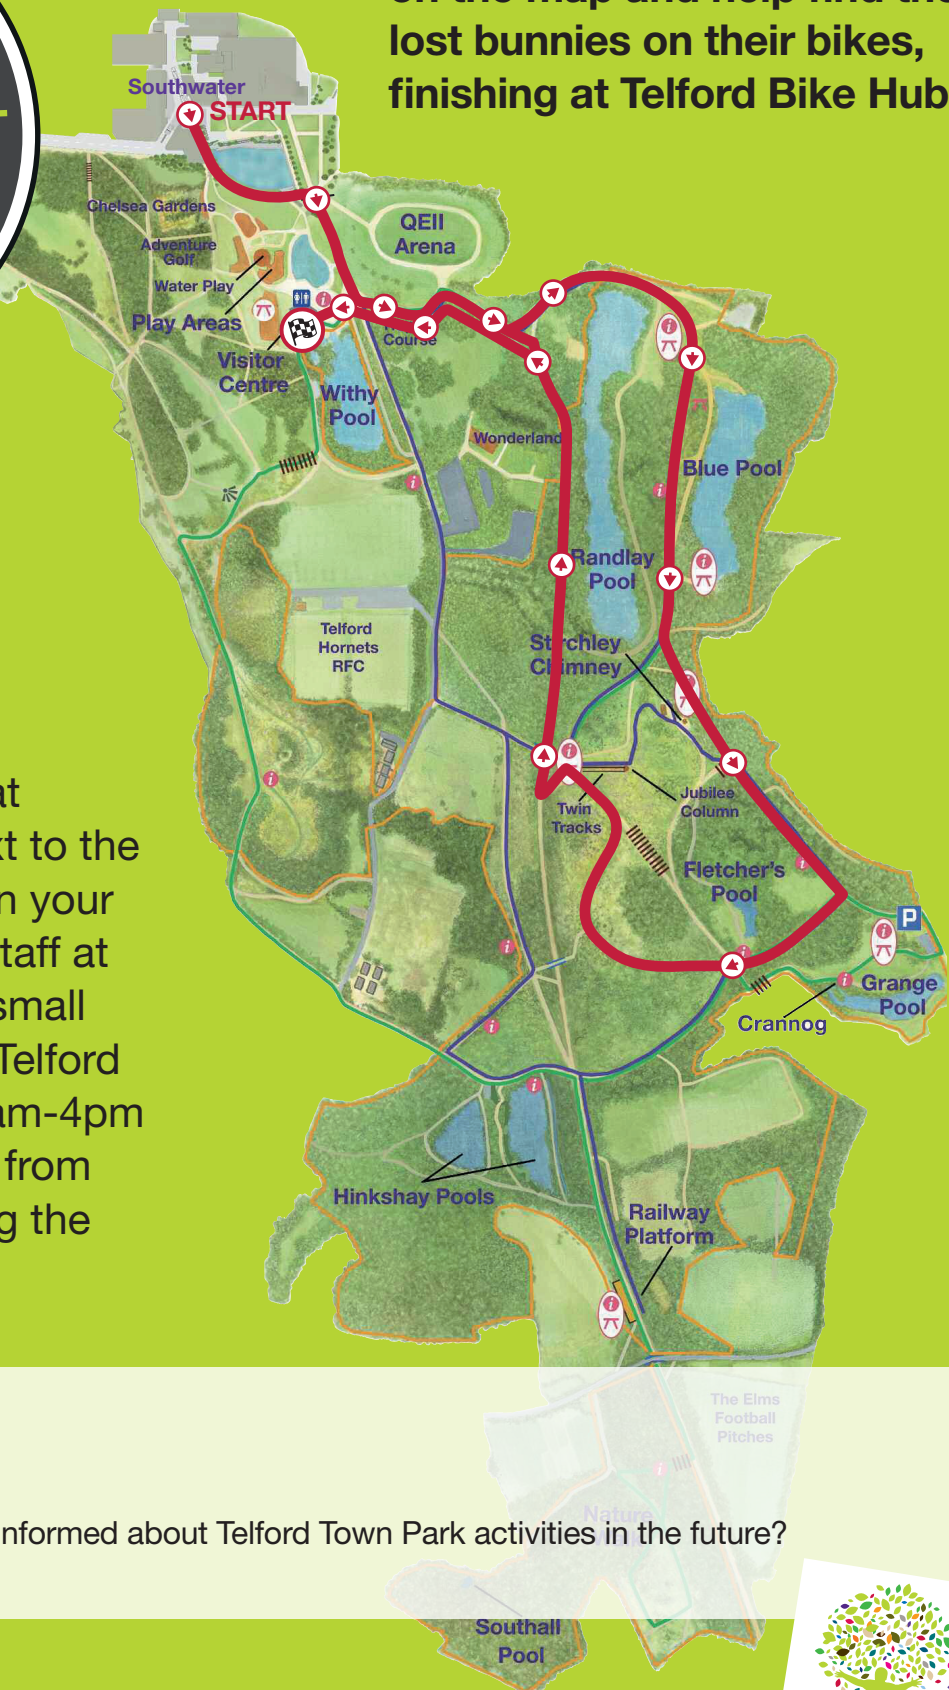 lost bunnies on their bikes,
finishing at Telford Bike Hub
Southwater
START
Chelsea Gardens
QEII
Arena
Adventure
Golf
Water Play
Play Areas
Course
Visitor
Centre
Withy
Pool
Wonderland
Blue Pool
Randlay
Pool
Telford
Hornets
RFC
Stirchley
Chimney
Jubilee
Column
Twin
Tracks
at
xt to the
n your
taff at
small
Telford
am-4pm
from
g the
Fletcher's
Pool
P
Grange
Pool
Crannog
Hinkshay Pools
Railway
Platform
The Elms
Football
Pitches
Nature
nformed about Telford Town Park activities in the future?
Southall
Pool